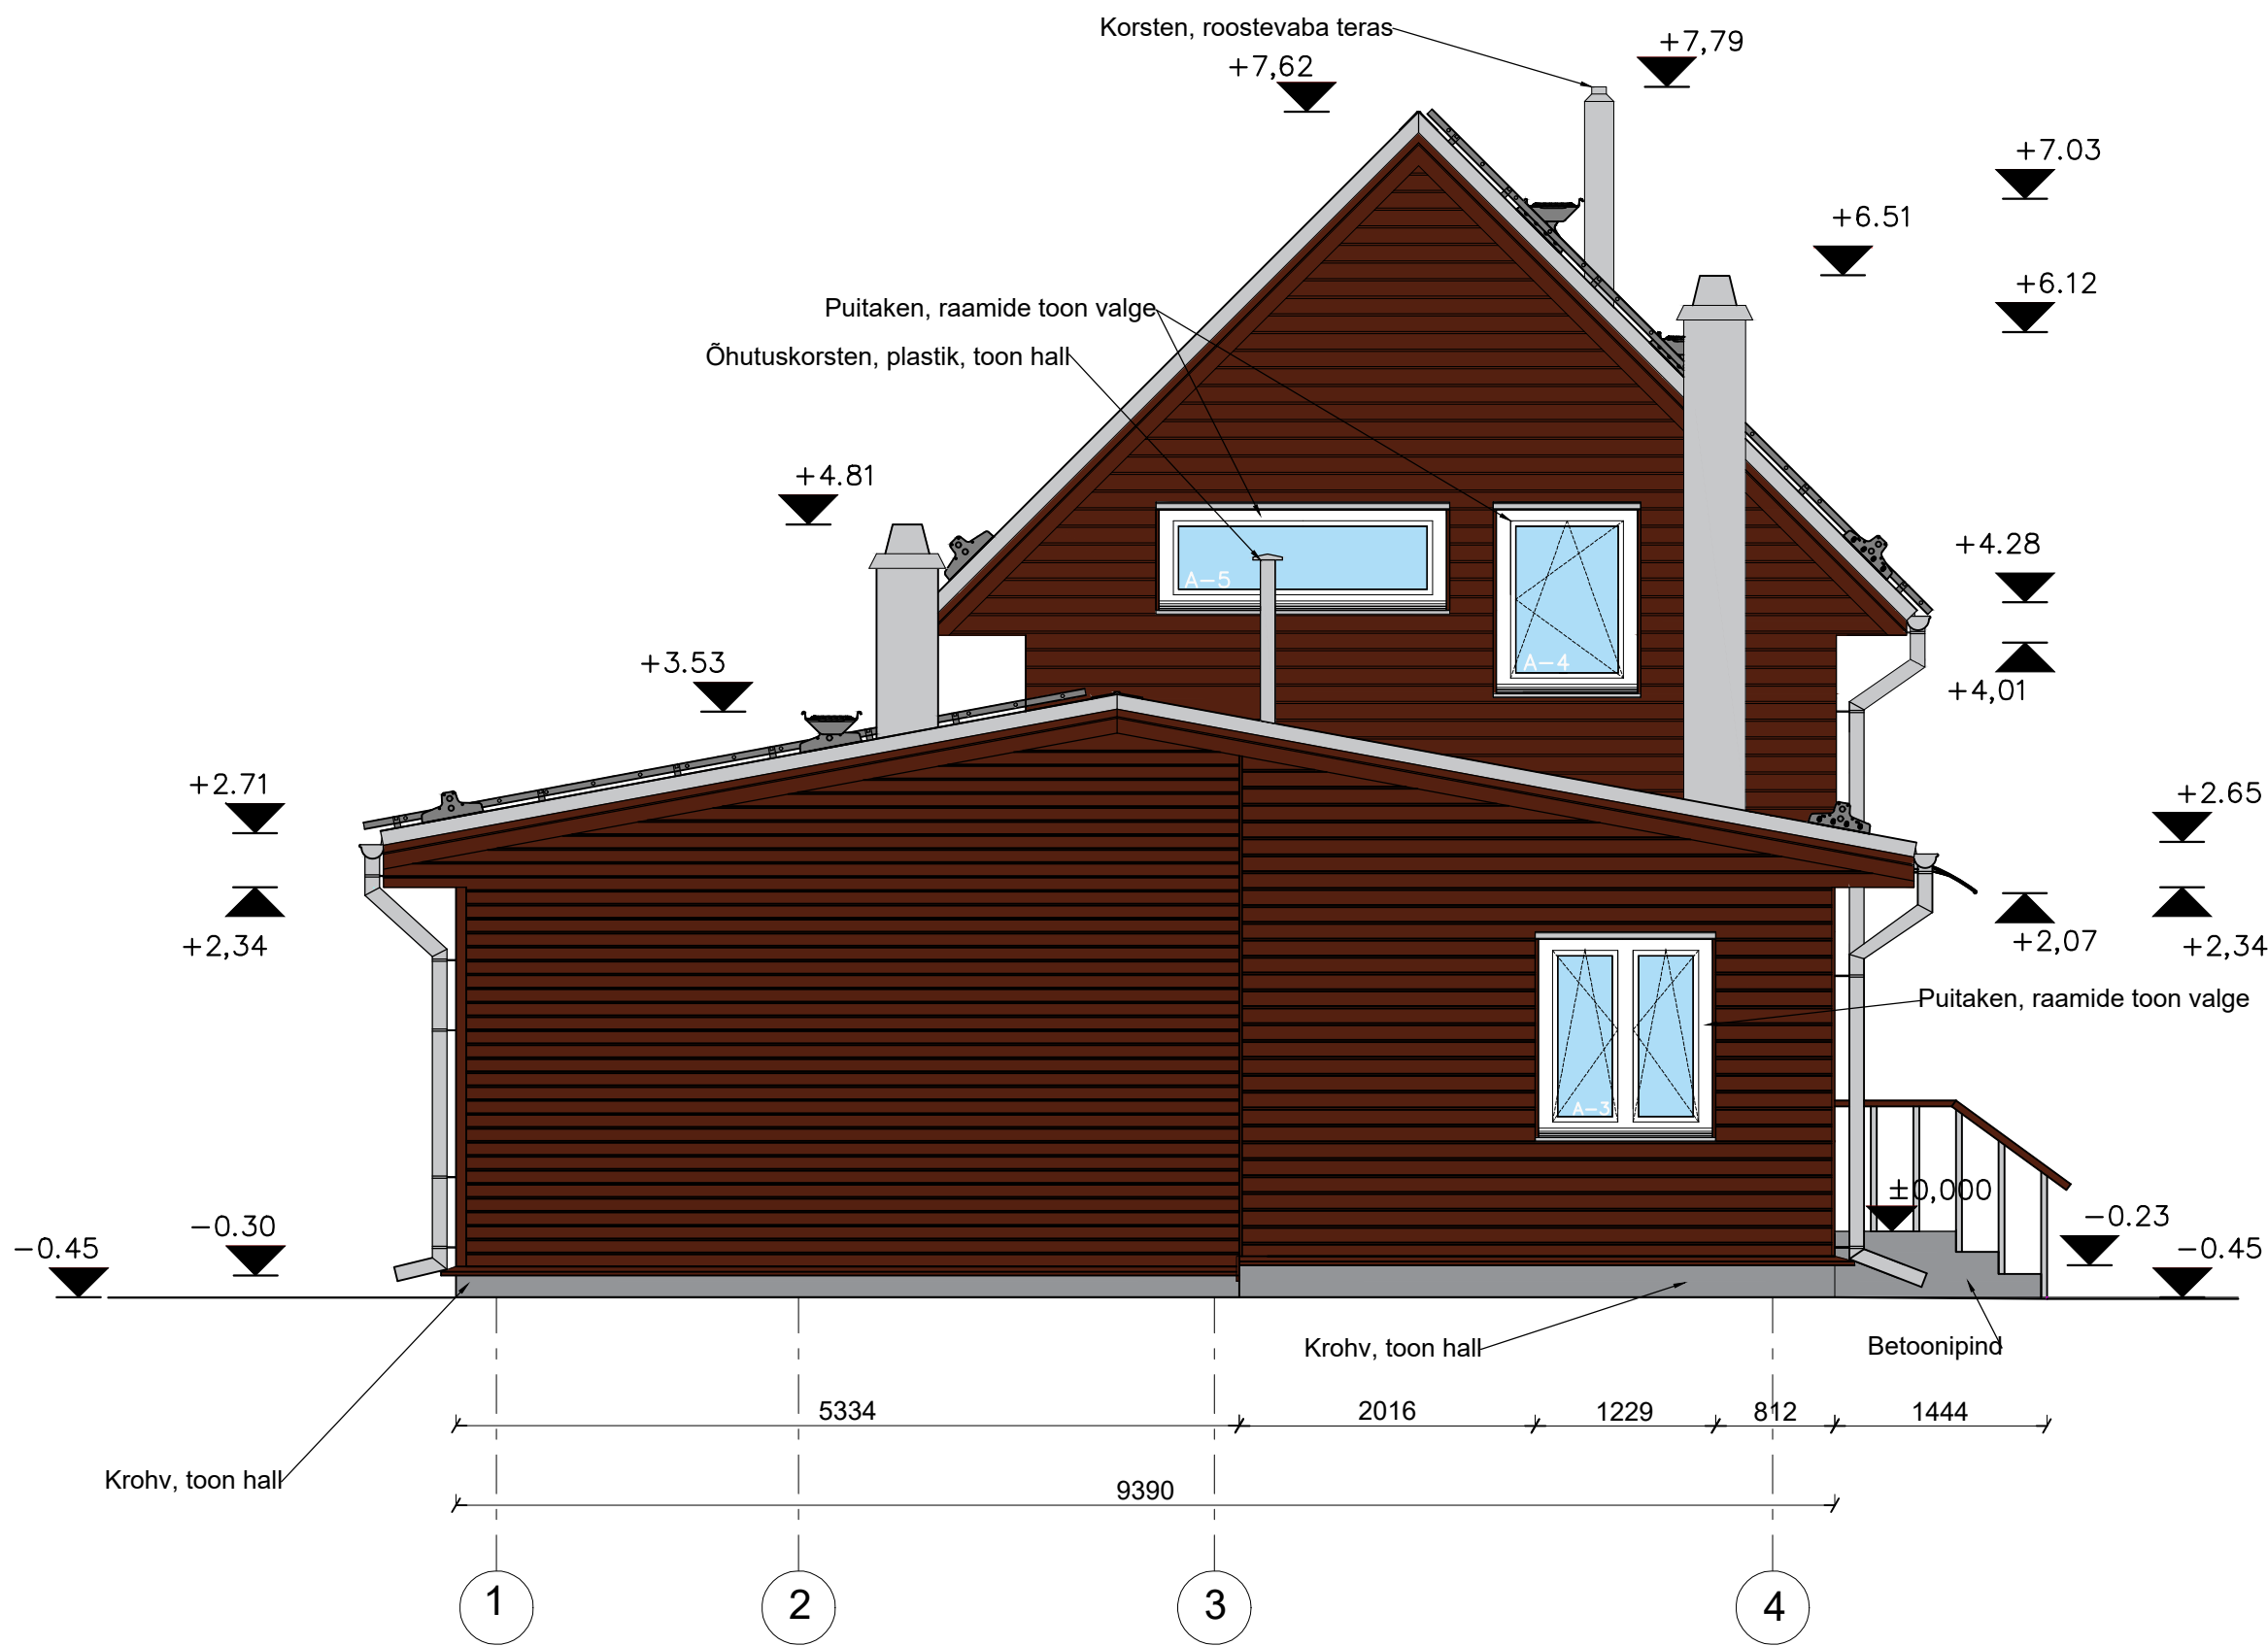 Korsten, roostevaba teras
+7,79
+7,62
+7.03
+6.51
+6.12
Puitaken, raamide toon valge
Õhutuskorsten, plastik, toon hall
+4.81
+4.28
A-5
A-4
+3.53
+4,01
+2.71
+2.65
+2,34
+2,07
+2,34
Puitaken, raamide toon valge
A-3
±0,000
-0.45
-0.30
-0.23
-0.45
Krohv, toon hall
Betoonipind
5334
2016
1229
812
1444
Krohv, toon hall
9390
1
2
3
4